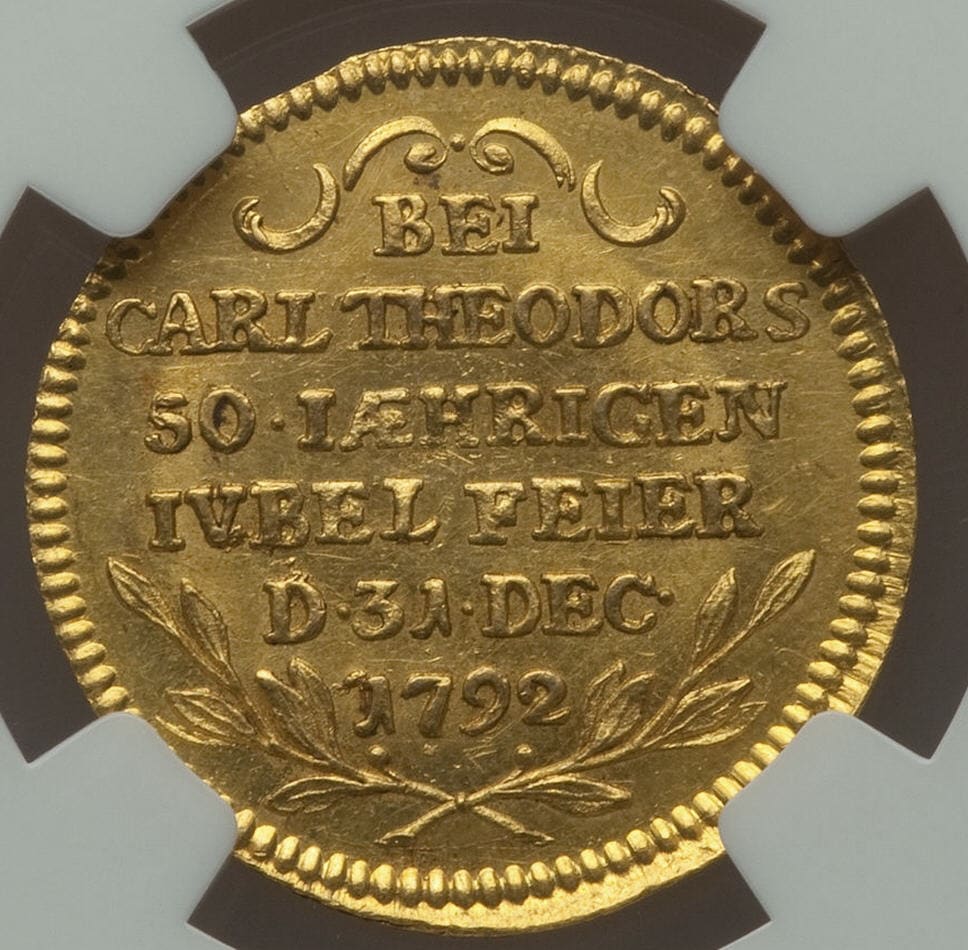 BEI
CARL THEODORS
50·IÆHRIGEN
IVBEL FEIER
D·31·DEC·
1792